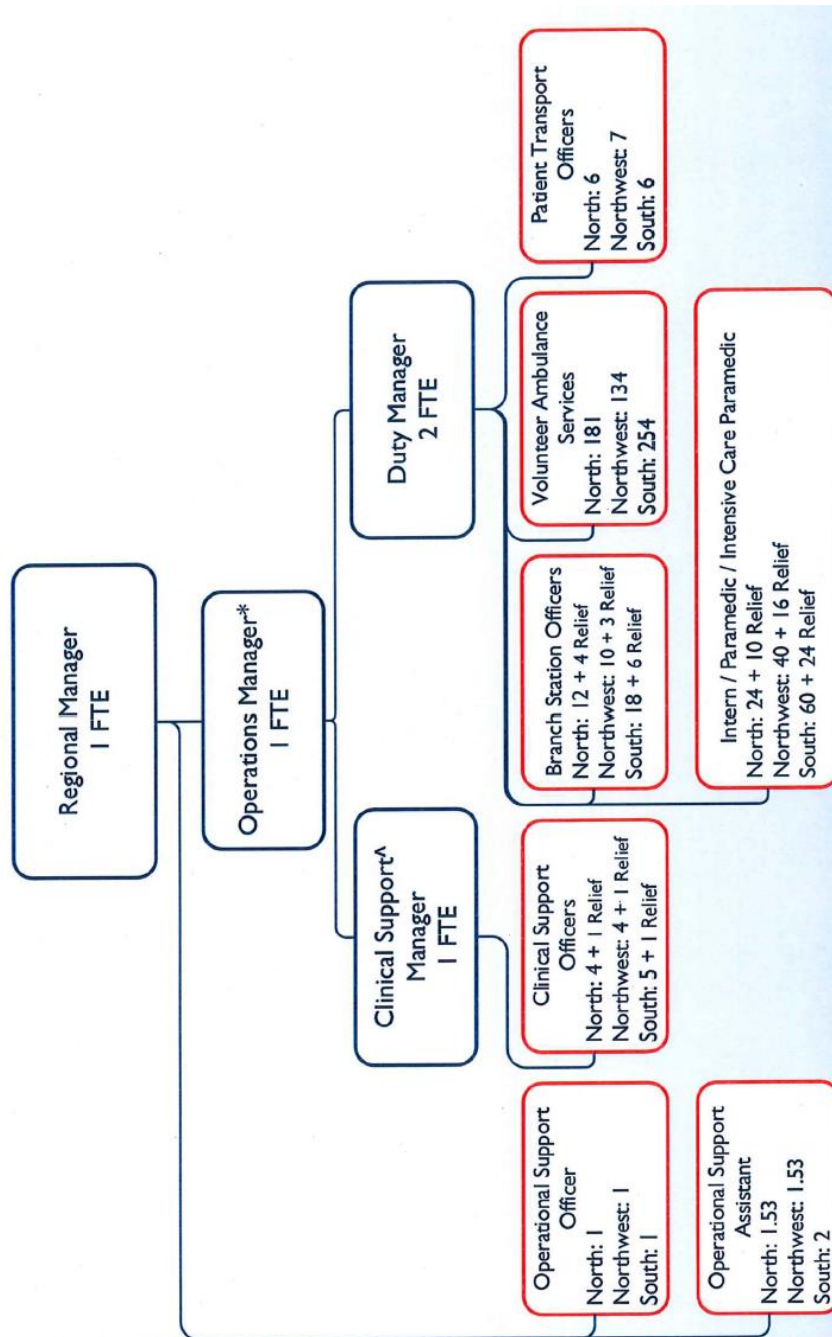 Regional Manager
1 FTE
Operations Manager*
1 FTE
Clinical Support^
Manager
1 FTE
Duty Manager
2 FTE
Operational Support
Officer
North: 1
Northwest: 1
South: 1
Clinical Support
Officers
North: 4 + 1 Relief
Northwest: 4 + 1 Relief
South: 5 + 1 Relief
Branch Station Officers
North: 12 + 4 Relief
Northwest: 10 + 3 Relief
South: 18 + 6 Relief
Volunteer Ambulance
Services
North: 181
Northwest: 134
South: 254
Patient Transport
Officers
North: 6
Northwest: 7
South: 6
Operational Support
Assistant
North: 1.53
Northwest: 1.53
South: 2
Intern / Paramedic / Intensive Care Paramedic
North: 24 + 10 Relief
Northwest: 40 + 16 Relief
South: 60 + 24 Relief